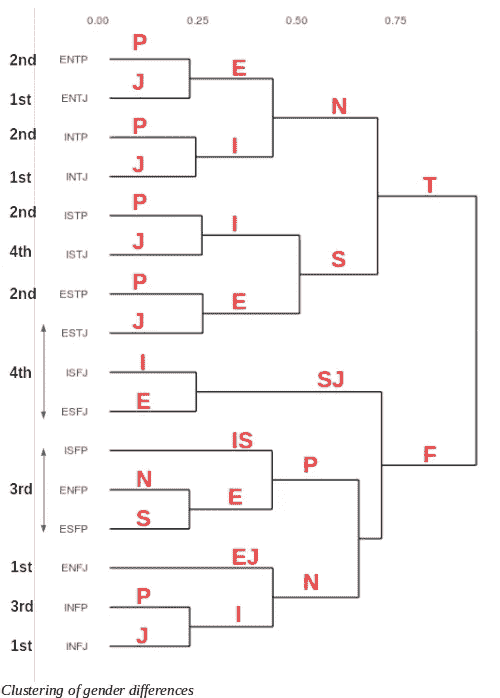 0.00 0.25 0.50 0.75
P
2nd ENTP E
J
1st ENTJ N
P
2nd INTP I
J
1st INTJ T
P
2nd ISTP I
J
4th ISTJ S
P
2nd ESTP E
J
ESTJ
I
4th ISFJ SJ
E
ESFJ
ISFP IS
P F
N
3rd ENFP E
S
ESFP
1st ENFJ EJ
N
P
3rd INFP I
J
1st INFJ
Clustering of gender differences